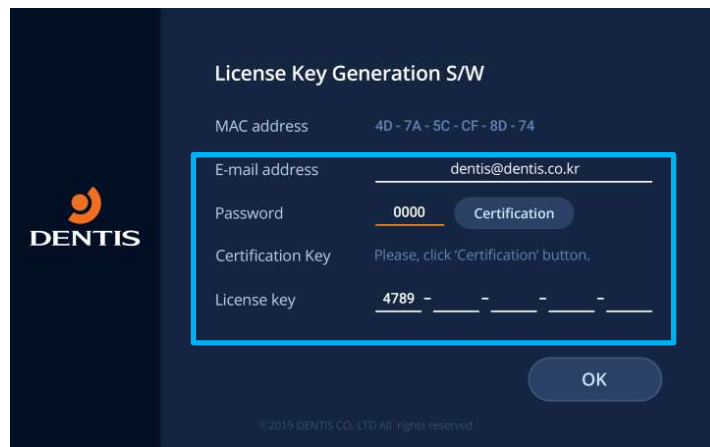 License Key Generation S/W
MAC address 4D - 7A - 5C - CF - 8D - 74
E-mail address dentis@dentis.co.kr
Password 0000 Certification
DENTIS
Certification Key Please, click 'Certification' button.
License key 4789 - - - -
OK
©2019 DENTIS CO. LTD All rights reserved